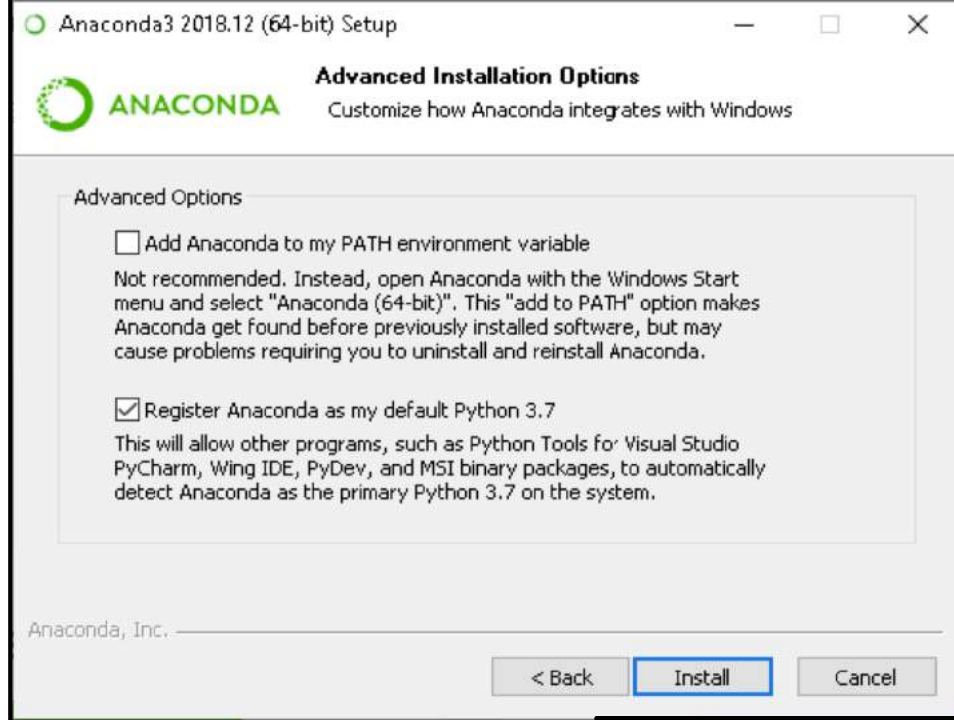 Anaconda3 2018.12 (64-bit) Setup
ANACONDA
Advanced Installation Options
Customize how Anaconda integrates with Windows
Advanced Options
Add Anaconda to my PATH environment variable
Not recommended. Instead, open Anaconda with the Windows Start
menu and select "Anaconda (64-bit)". This "add to PATH" option makes
Anaconda get found before previously installed software, but may
cause problems requiring you to uninstall and reinstall Anaconda.
Register Anaconda as my default Python 3.7
This will allow other programs, such as Python Tools for Visual Studio
PyCharm, Wing IDE, PyDev, and MSI binary packages, to automatically
detect Anaconda as the primary Python 3.7 on the system.
Anaconda, Inc.
< Back
Install
Cancel